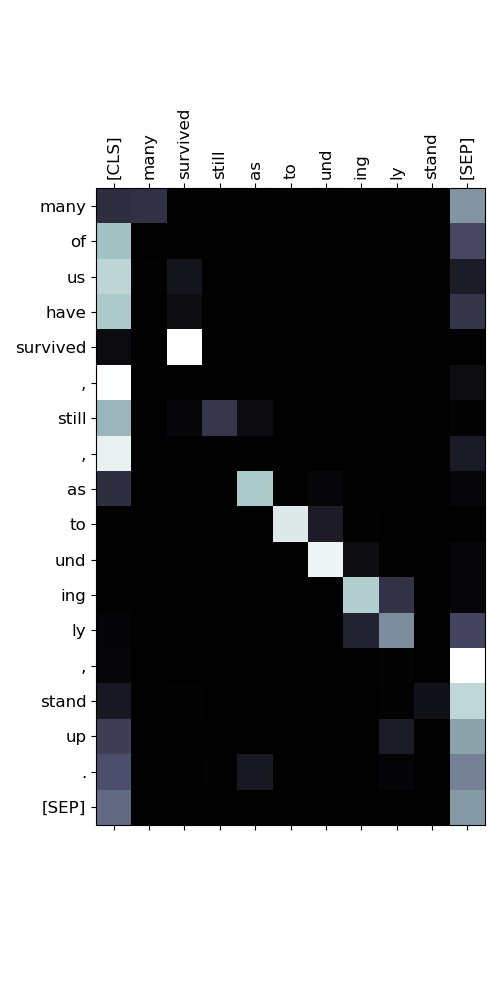 [CLS] many survived still as to und ing ly stand [SEP]
many
of
us
have
survived
,
still
,
as
to
und
ing
ly
,
stand
up
.
[SEP]